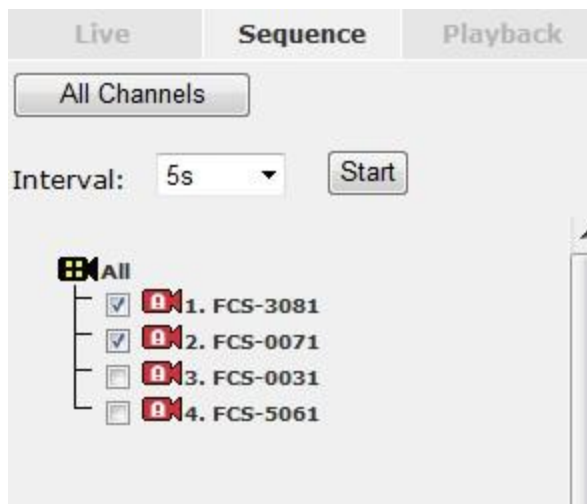 Live Sequence Playback
All Channels
Interval: 5s Start
All
1. FCS-3081
2. FCS-0071
3. FCS-0031
4. FCS-5061